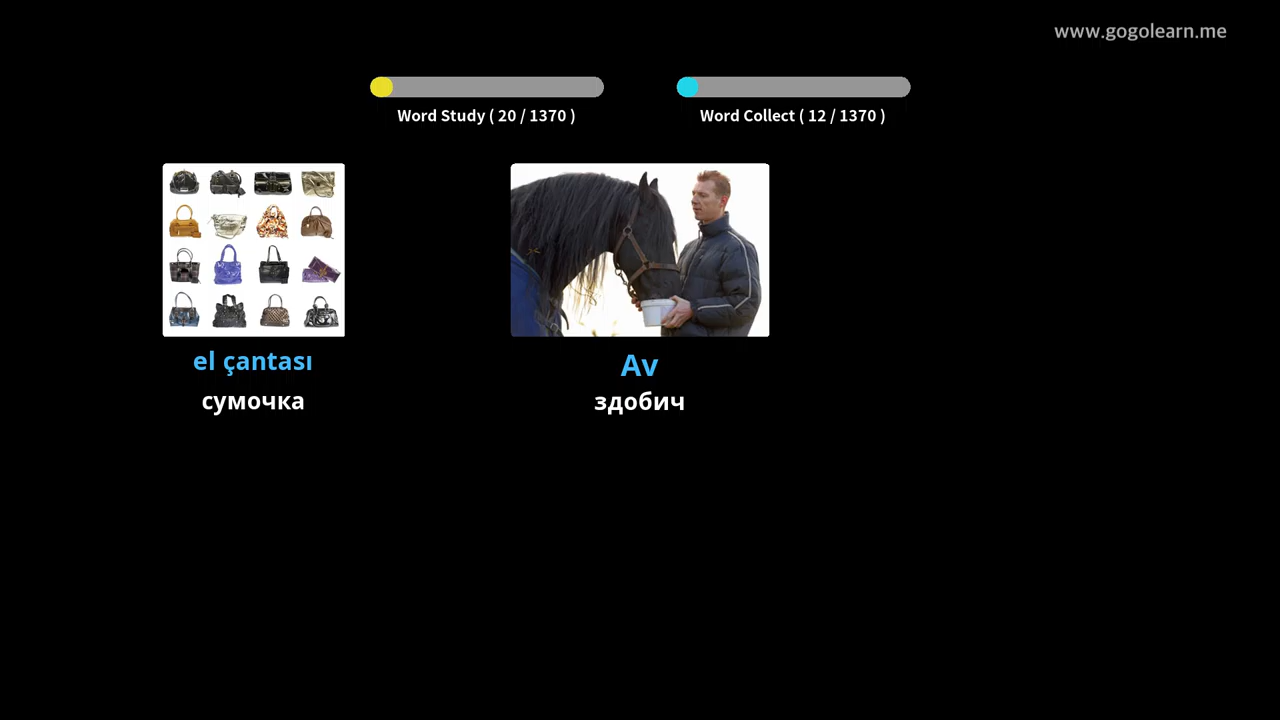 www.gogolearn.me
Word Study ( 20 / 1370 )
Word Collect ( 12 / 1370 )
el çantası
сумочка
Av
здобич